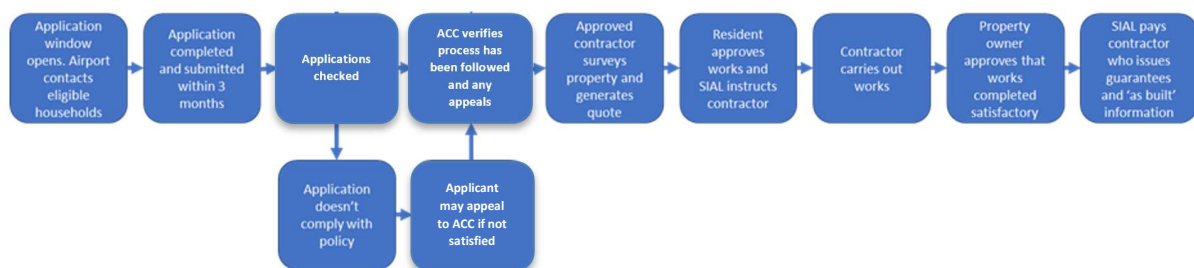 Application
window
opens. Airport
contacts
eligible
households
Application
completed
and submitted
within 3
months
Applications
checked
ACC verifies
process has
been followed
and any
appeals
Approved
contractor
surveys
property and
generates
quote
Resident
approves
works and
SIAL instructs
contractor
Contractor
carries out
works
Property
owner
approves that
works
completed
satisfactory
SIAL pays
contractor
who issues
guarantees
and ‘as built’
information
Application
doesn’t
comply with
policy
Applicant
may appeal
to ACC if not
satisfied